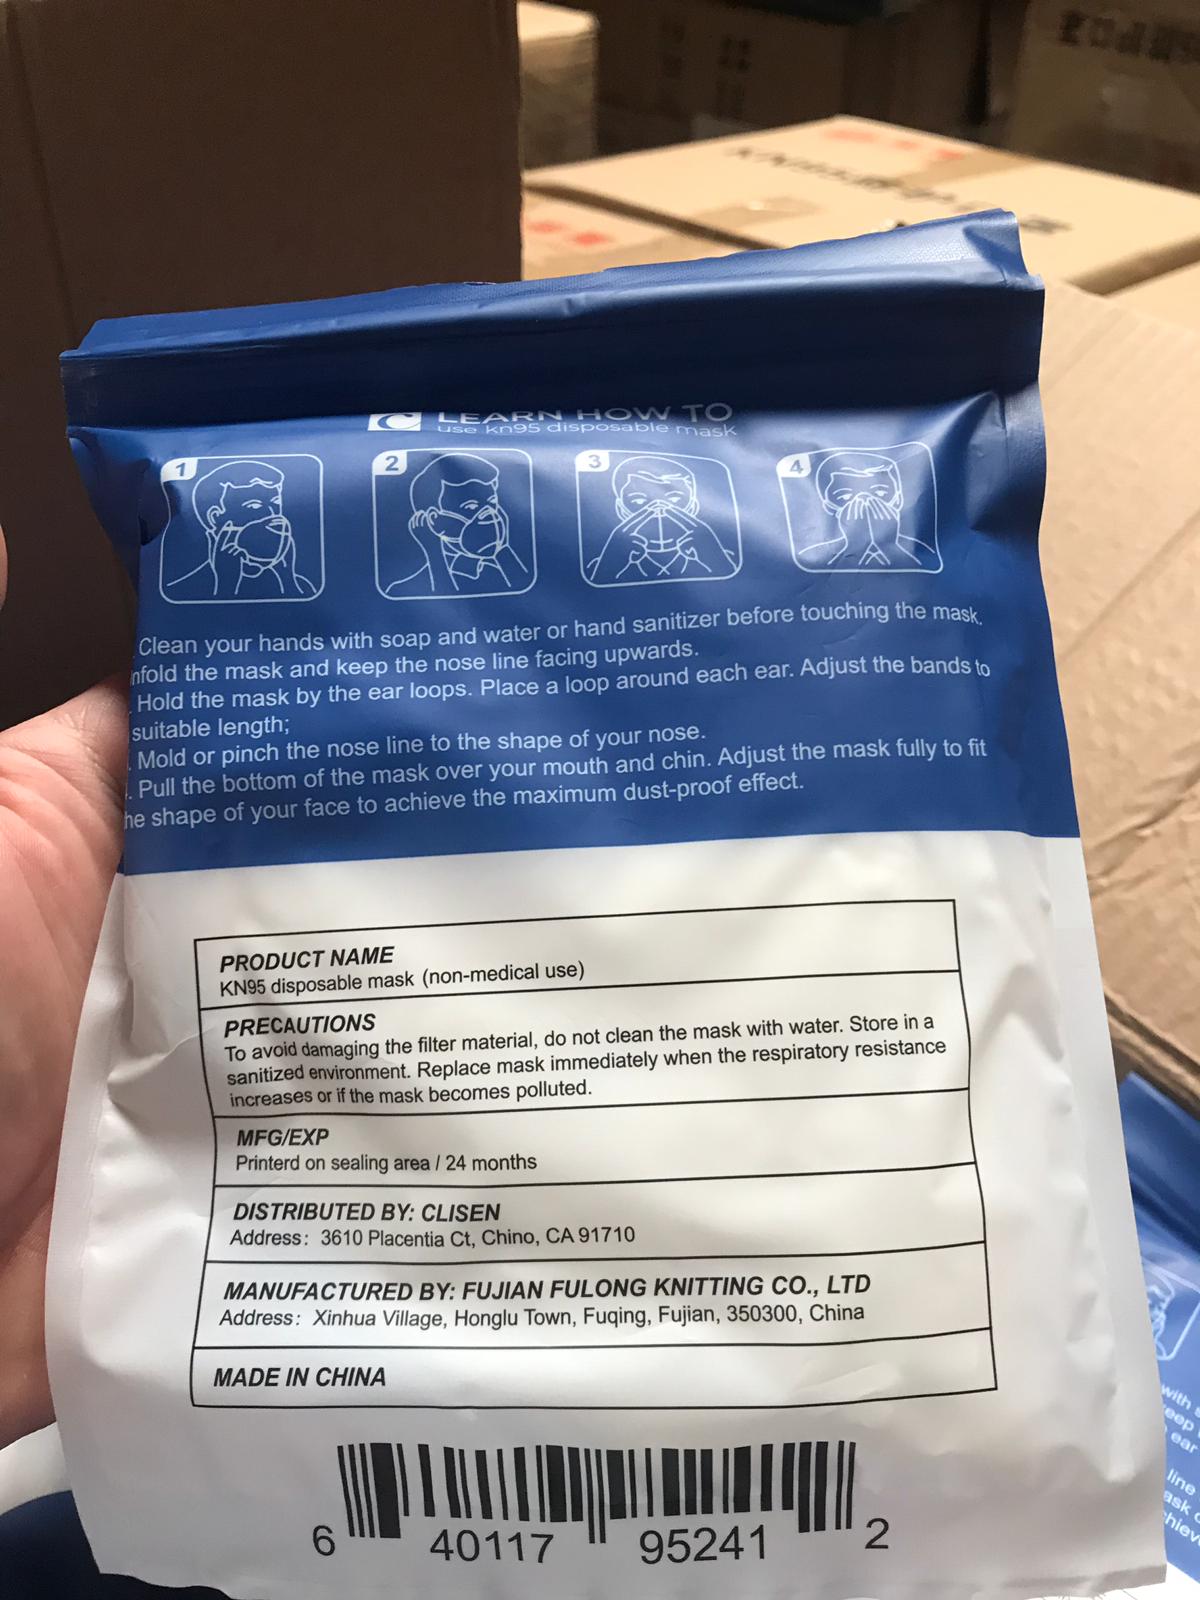 LEARN HOW TO
use kn95 disposable mask
1
2
3
4
Clean your hands with soap and water or hand sanitizer before touching the mask.
nfold the mask and keep the nose line facing upwards.
. Hold the mask by the ear loops. Place a loop around each ear. Adjust the bands to
suitable length;
. Mold or pinch the nose line to the shape of your nose.
. Pull the bottom of the mask over your mouth and chin. Adjust the mask fully to fit
he shape of your face to achieve the maximum dust-proof effect.
PRODUCT NAME
KN95 disposable mask (non-medical use)
PRECAUTIONS
To avoid damaging the filter material, do not clean the mask with water. Store in a
sanitized environment. Replace mask immediately when the respiratory resistance
increases or if the mask becomes polluted.
MFG/EXP
Printerd on sealing area / 24 months
DISTRIBUTED BY: CLISEN
Address: 3610 Placentia Ct, Chino, CA 91710
MANUFACTURED BY: FUJIAN FULONG KNITTING CO., LTD
Address: Xinhua Village, Honglu Town, Fuqing, Fujian, 350300, China
MADE IN CHINA
6 40117 95241 2
with
ear
line